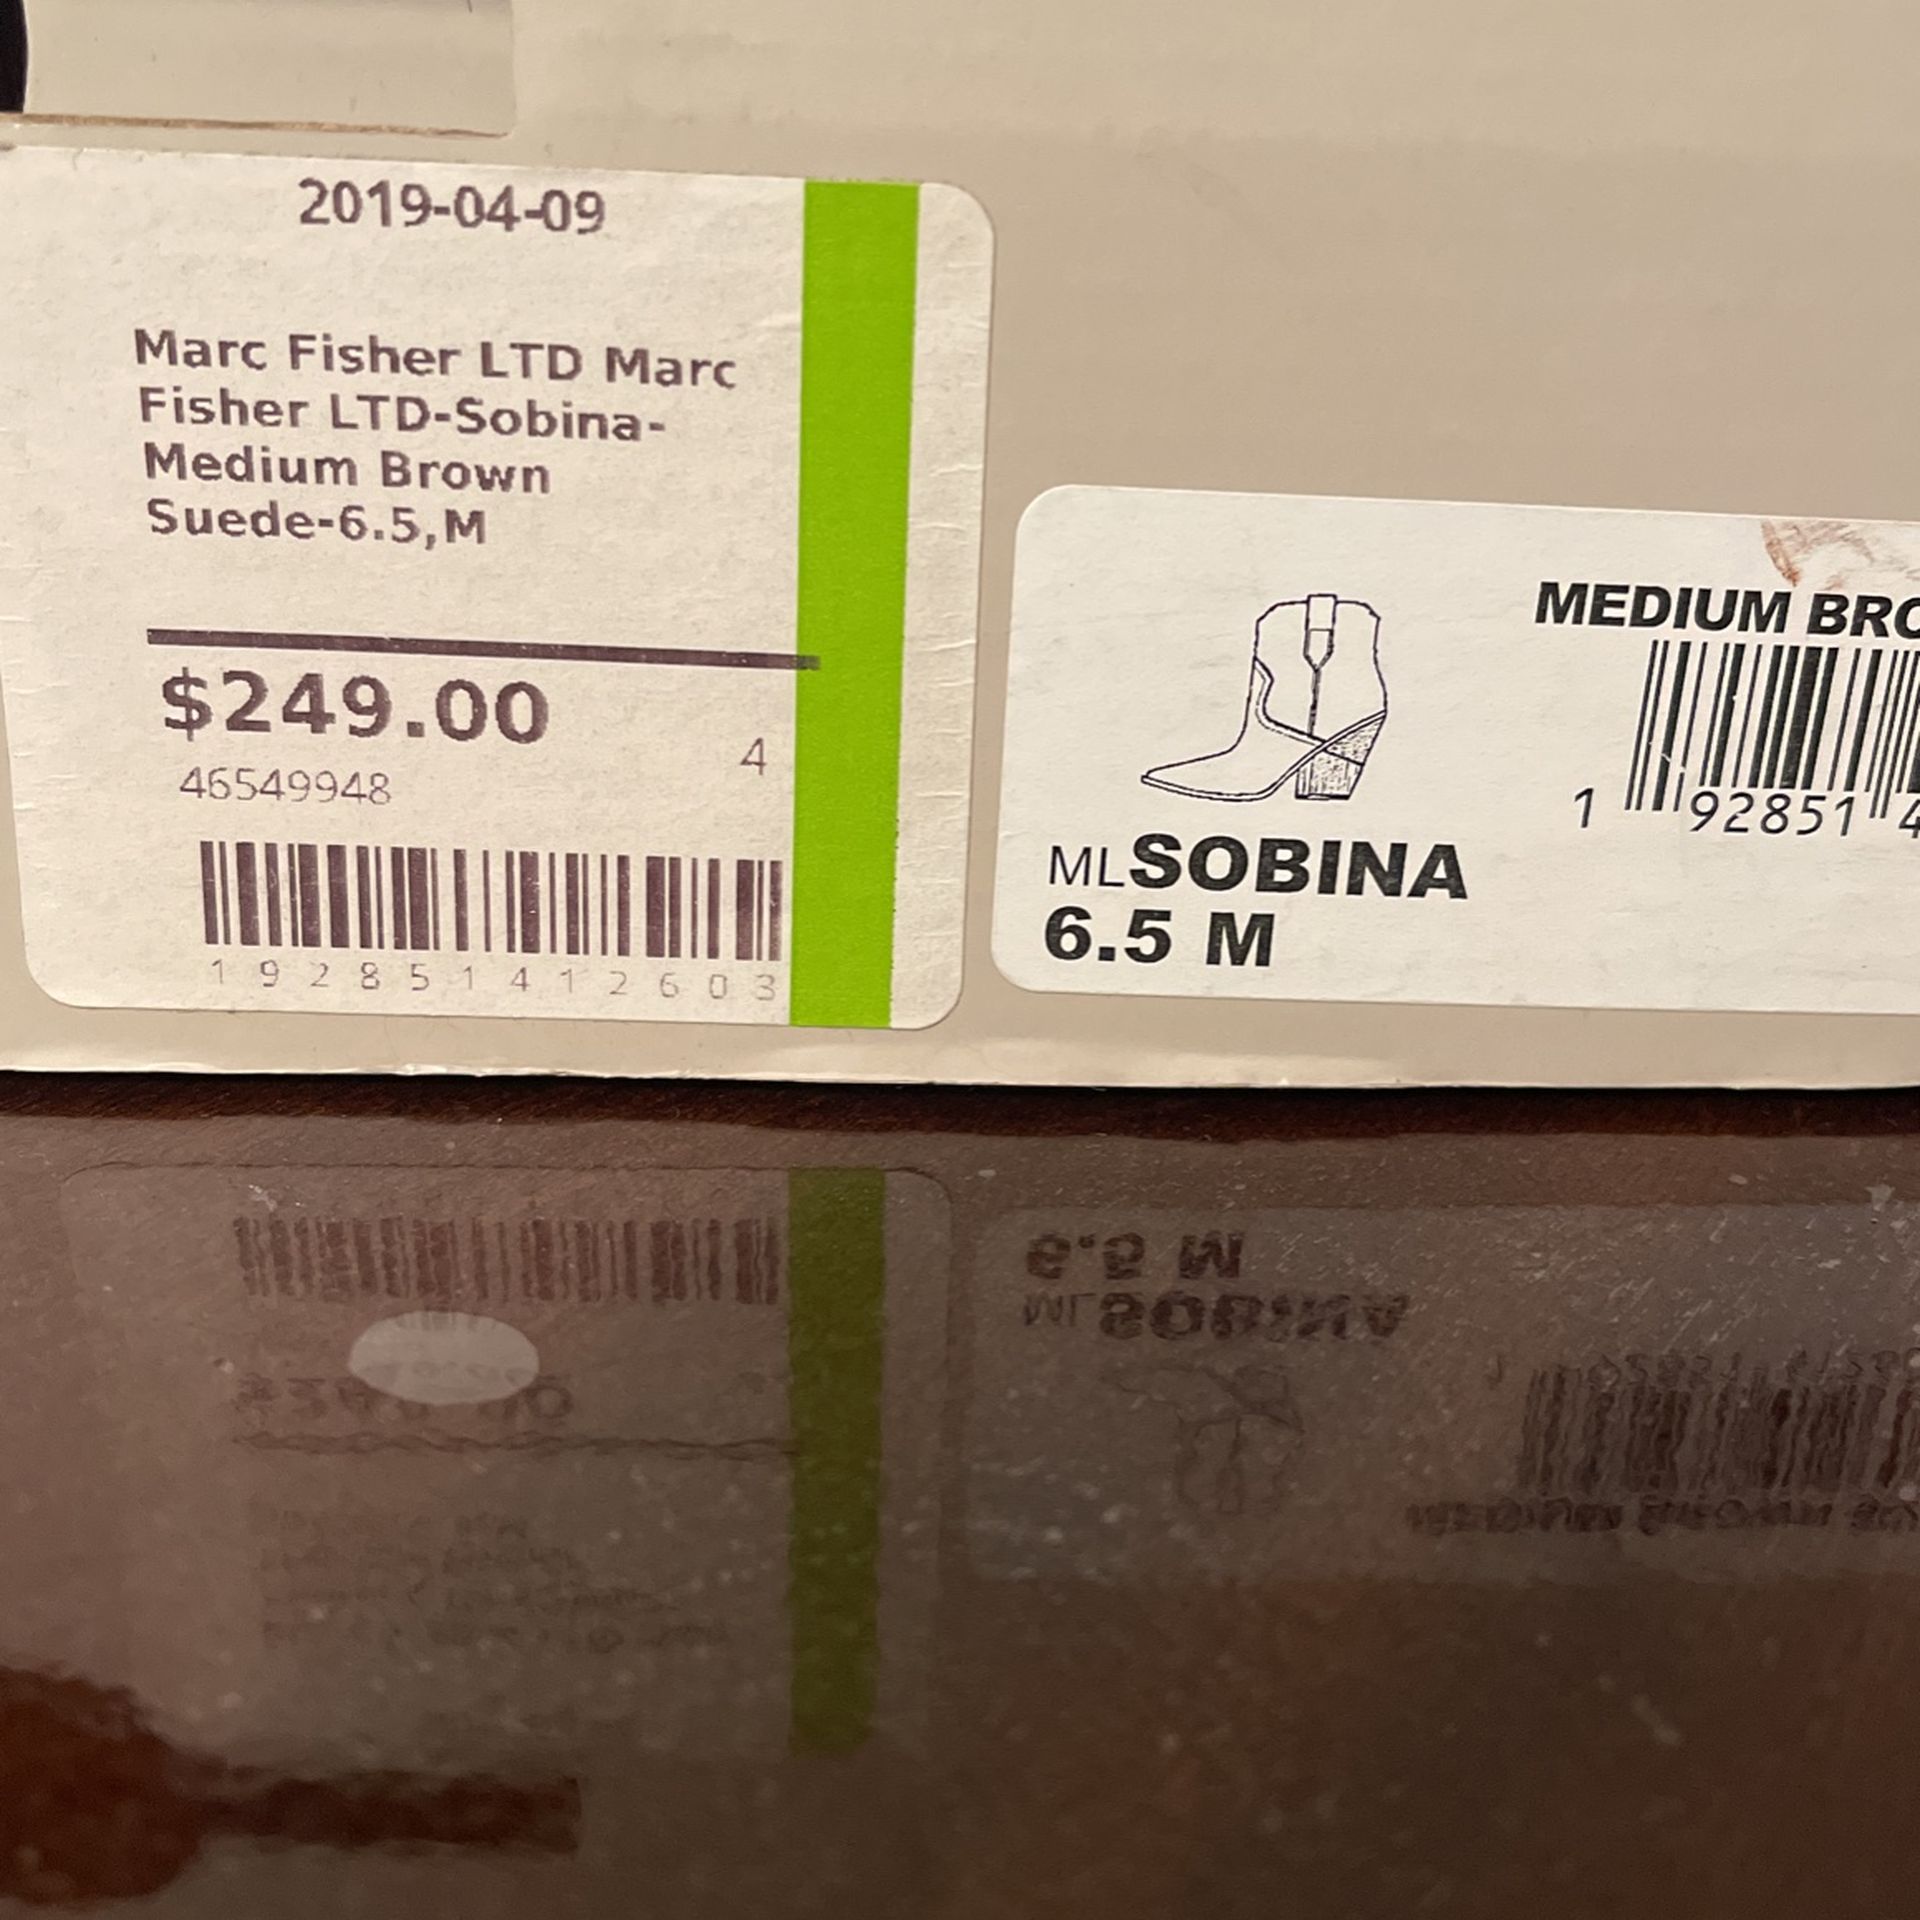 2019-04-09
Marc Fisher LTD Marc
Fisher LTD-Sobina-
Medium Brown
Suede-6.5,M
$249.00
4
46549948
192851412603
MEDIUM BRO
1 92851 4
MLSOBINA
6.5 M